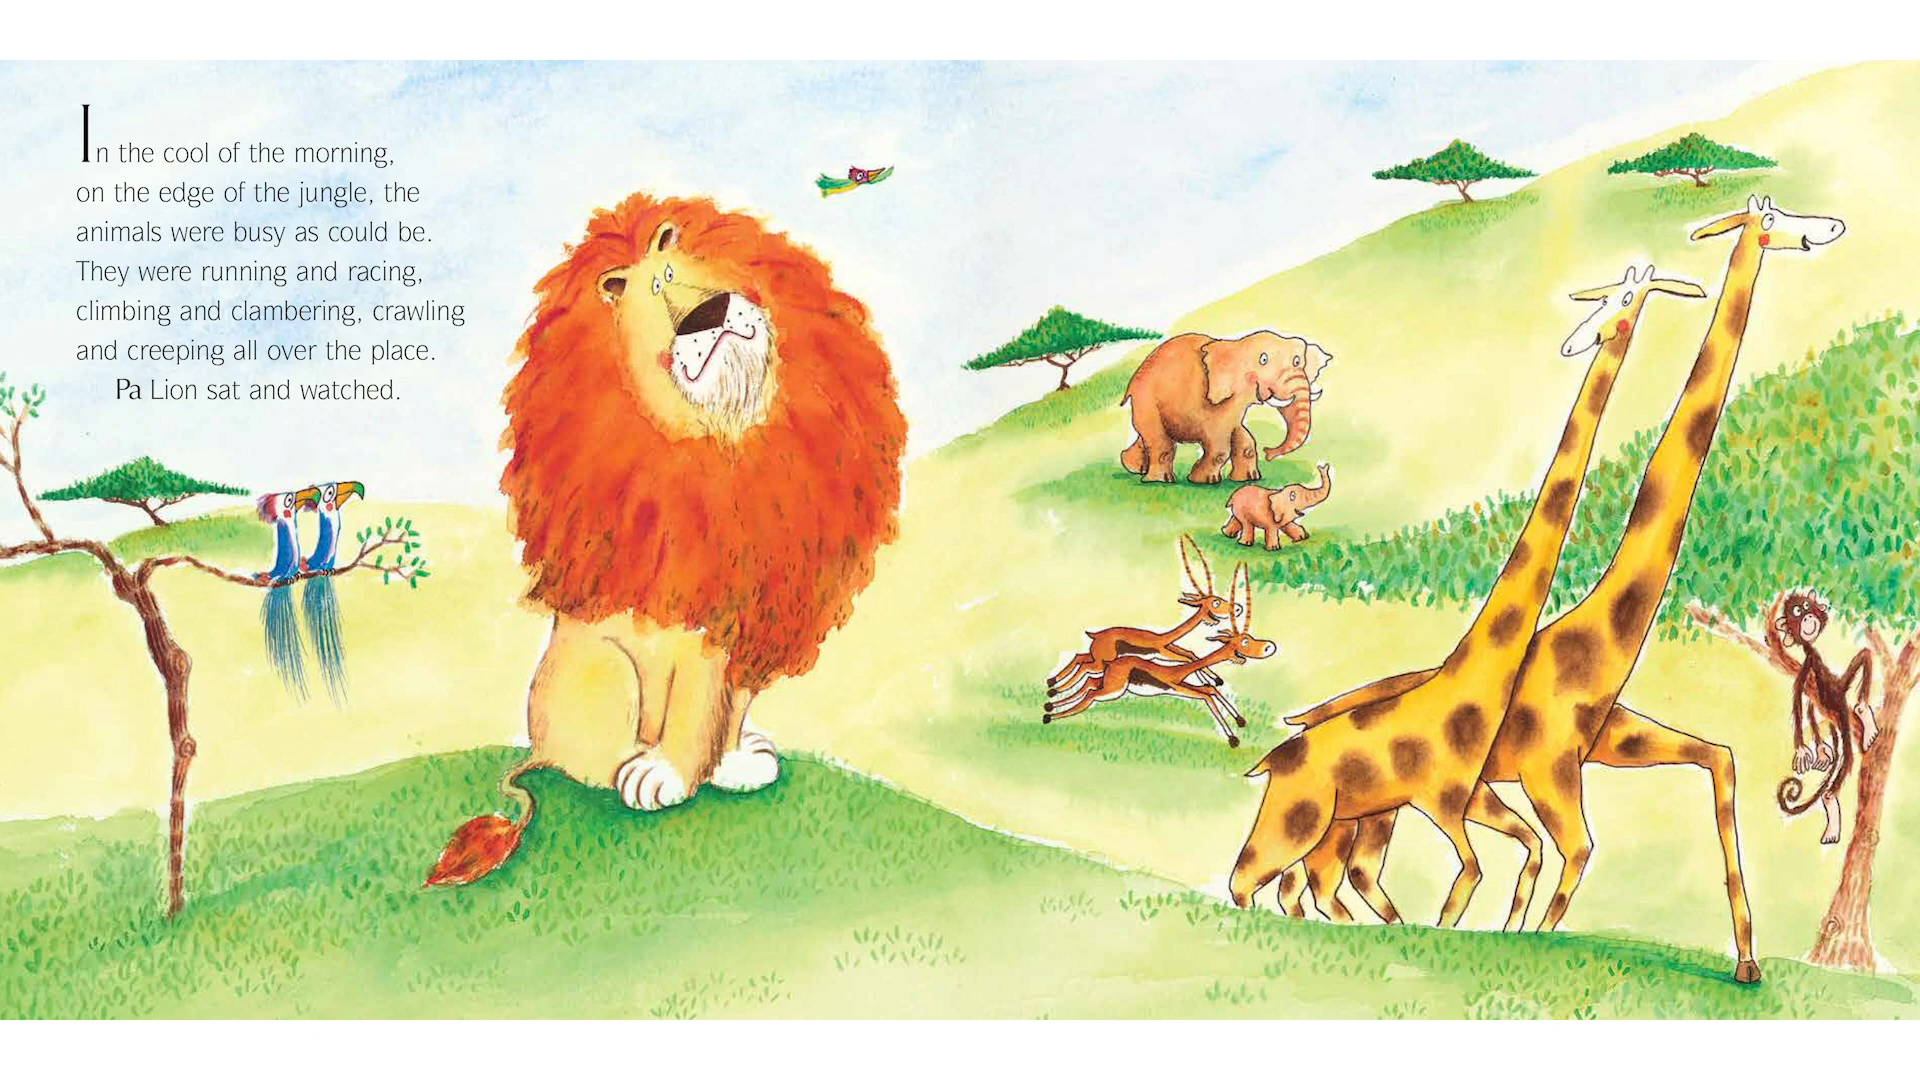 In the cool of the morning,
on the edge of the jungle, the
animals were busy as could be.
They were running and racing,
climbing and clambering, crawling
and creeping all over the place.
Pa Lion sat and watched.